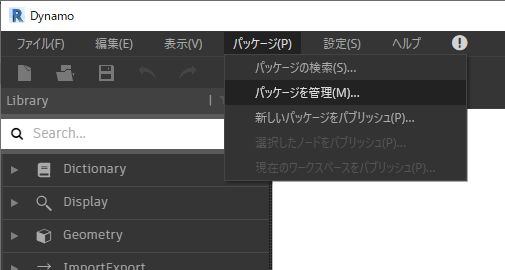 Dynamo
ファイル(F) 編集(E) 表示(V) パッケージ(P) 設定(S) ヘルプ
パッケージの検索(S)...
パッケージを管理(M)...
新しいパッケージをパブリッシュ(P)...
選択したノードをパブリッシュ(P)...
現在のワークスペースをパブリッシュ(P)...
Library
Search...
Dictionary
Display
Geometry
ImportExport